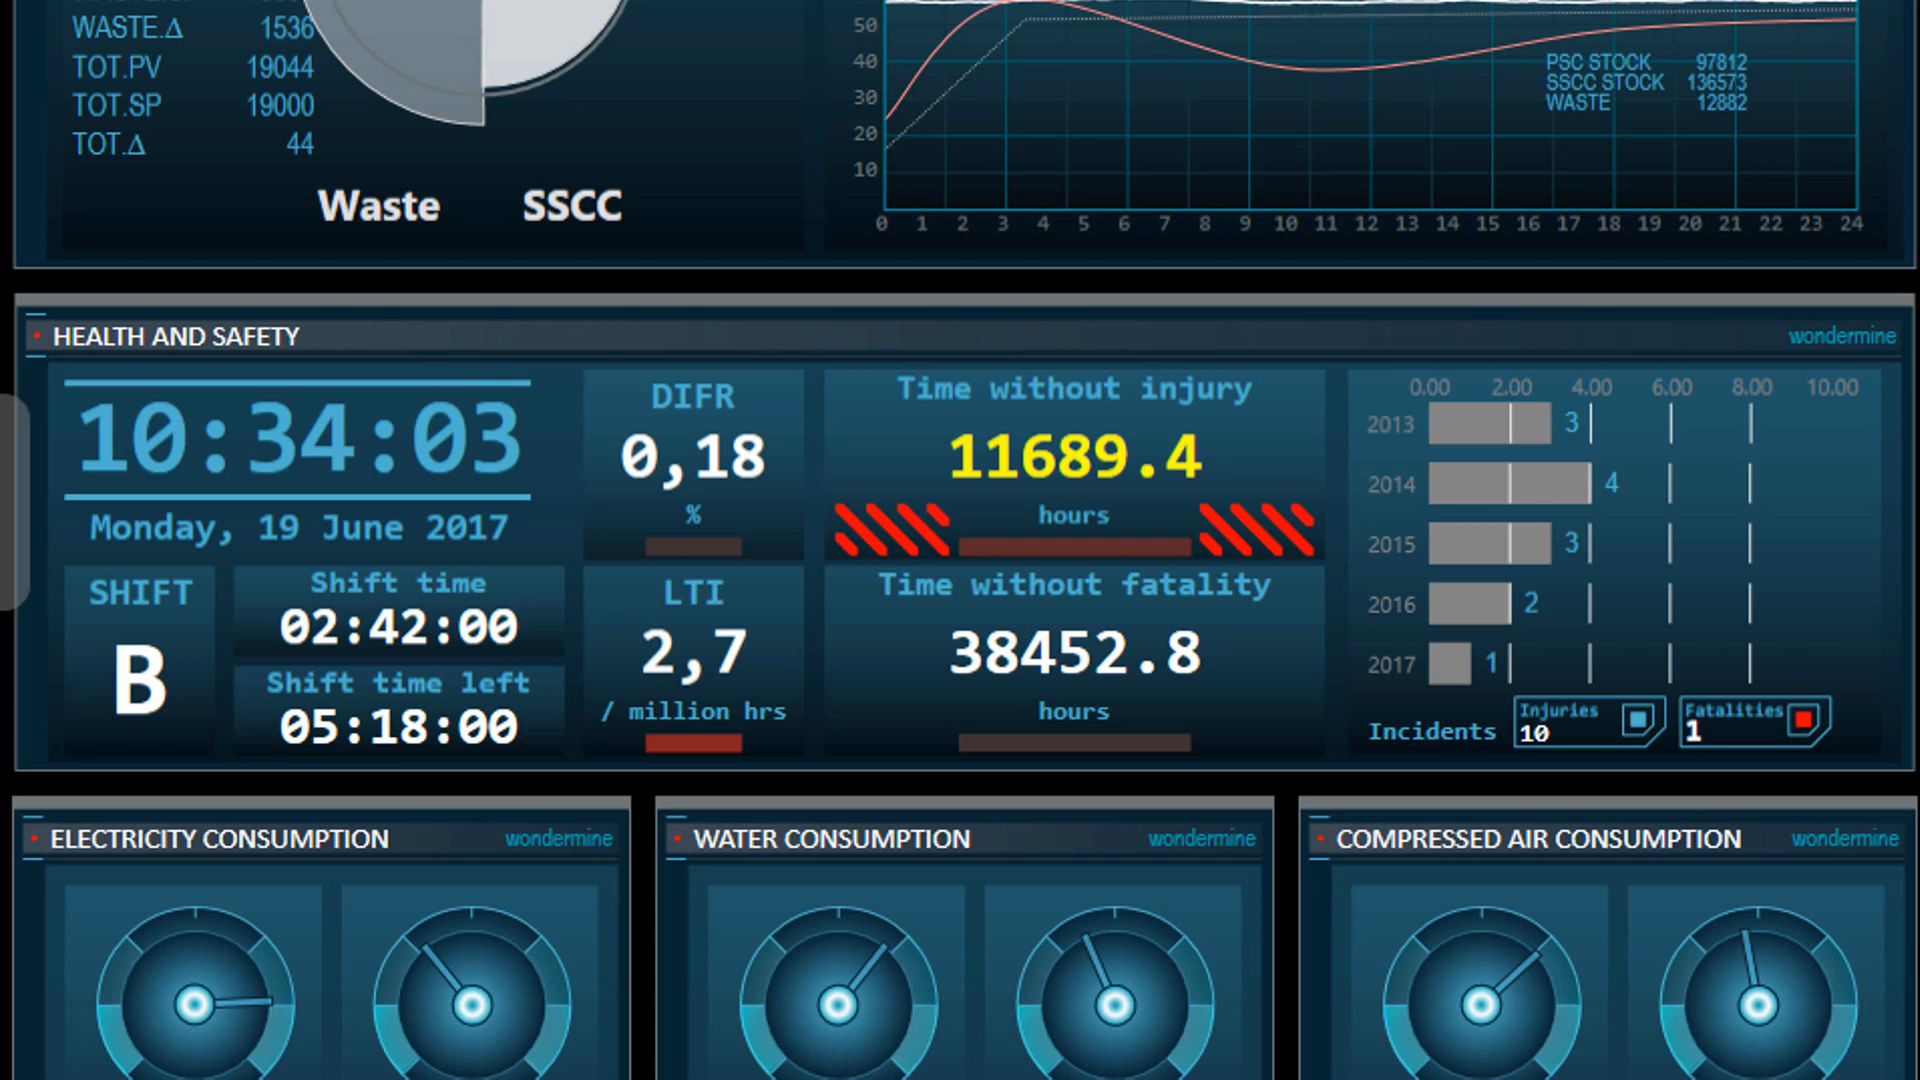 WASTE.Δ 1536
TOT.PV 19044
TOT.SP 19000
TOT.Δ 44
Waste SSCC
50
40
30
20
10
0 1 2 3 4 5 6 7 8 9 10 11 12 13 14 15 16 17 18 19 20 21 22 23 24
PSC STOCK 97812
SSCC STOCK 136573
WASTE 12882
HEALTH AND SAFETY wondermine
10:34:03
Monday, 19 June 2017
SHIFT
B
Shift time
02:42:00
Shift time left
05:18:00
DIFR
0,18
%
LTI
2,7
/ million hrs
Time without injury
11689.4
hours
Time without fatality
38452.8
hours
0.00 2.00 4.00 6.00 8.00 10.00
2013 3
2014 4
2015 3
2016 2
2017 1
Incidents
Injuries
10
Fatalities
1
ELECTRICITY CONSUMPTION wondermine
WATER CONSUMPTION wondermine
COMPRESSED AIR CONSUMPTION wondermine